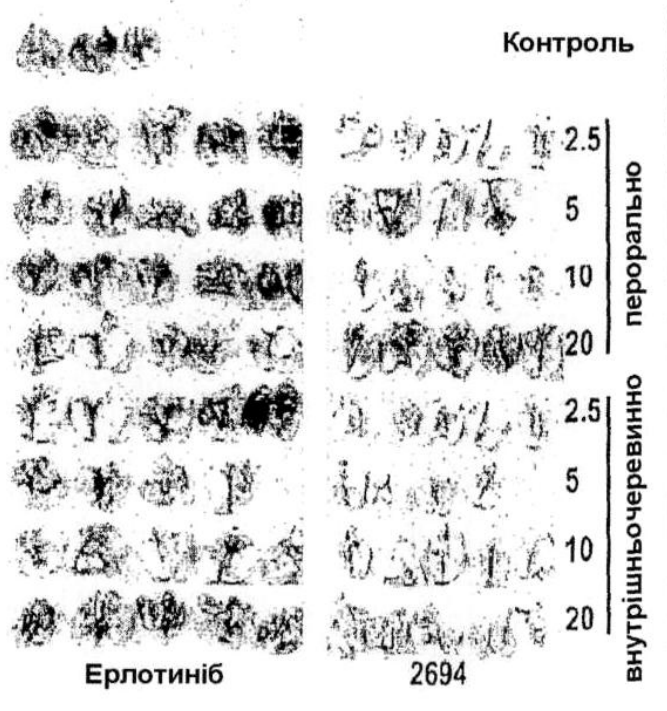 Контроль
2.5
5
10
20
перорально
2.5
5
10
20
внутрішньочеревинно
Ерлотиніб
2694